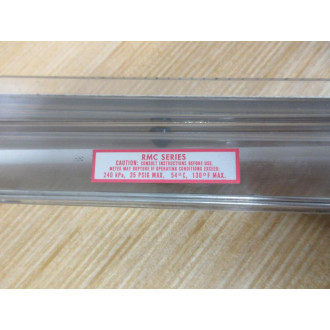 RMC SERIES
CAUTION: CONSULT INSTRUCTIONS BEFORE USE.
METER MAY RUPTURE IF OPERATING CONDITIONS EXCEED:
240 kPa, 35 PSIG MAX. 54°C, 130°F MAX.